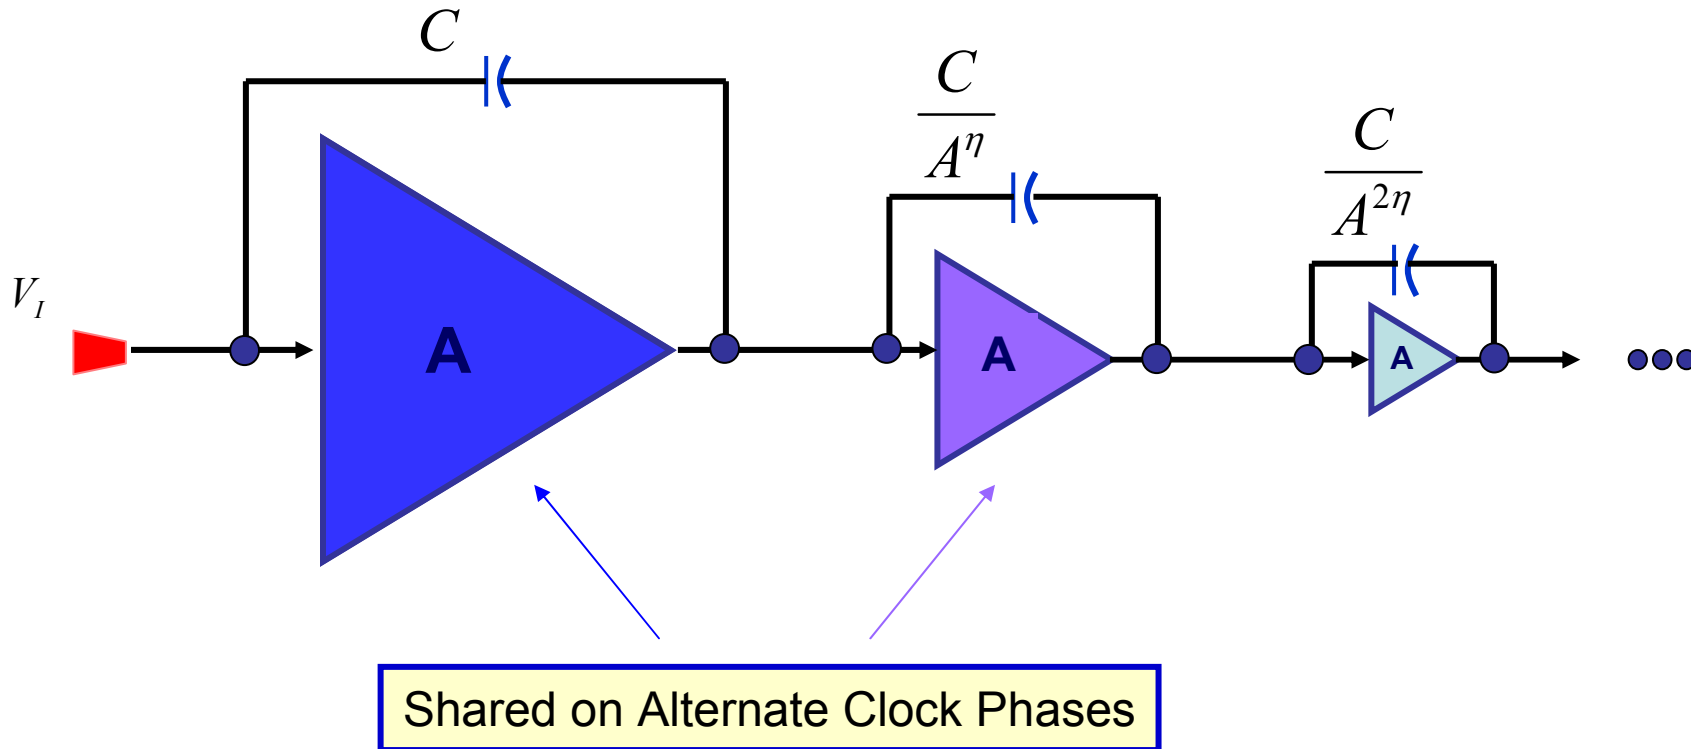 C
C
A^η
C
A^{2η}
V_I
A
A
A
Shared on Alternate Clock Phases